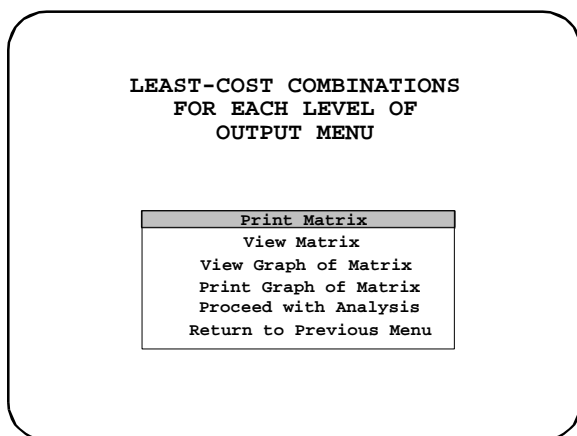 LEAST-COST COMBINATIONS
FOR EACH LEVEL OF
OUTPUT MENU
Print Matrix
View Matrix
View Graph of Matrix
Print Graph of Matrix
Proceed with Analysis
Return to Previous Menu